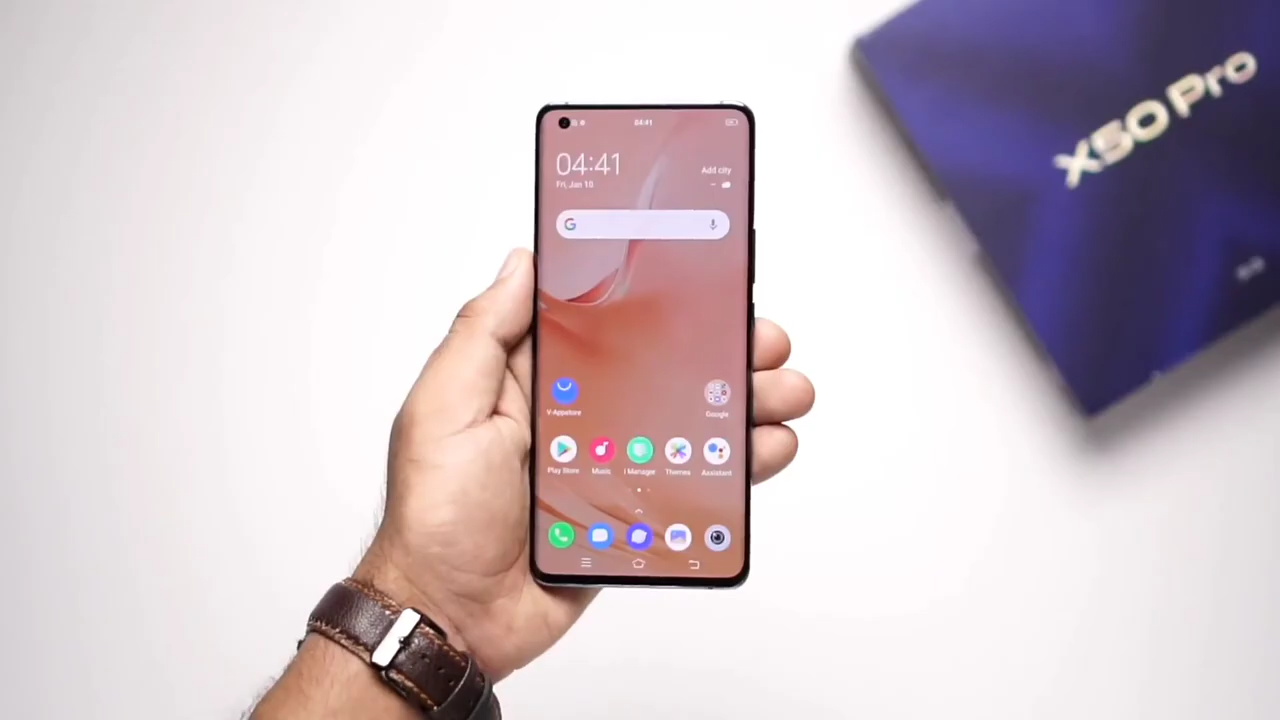 04:41
04:41
Fri, Jan 10
Add city
X50 Pro
V-Appstore
Google
Play Store
Music
i Manager
Themes
Assistant